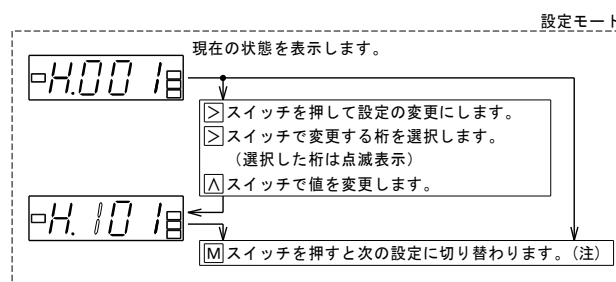 設定モード
現在の状態を表示します。
-H.001
>スイッチを押して設定の変更にします。
>スイッチで変更する桁を選択します。
(選択した桁は点滅表示)
∧スイッチで値を変更します。
-H.101
Mスイッチを押すと次の設定に切り替わります。(注)